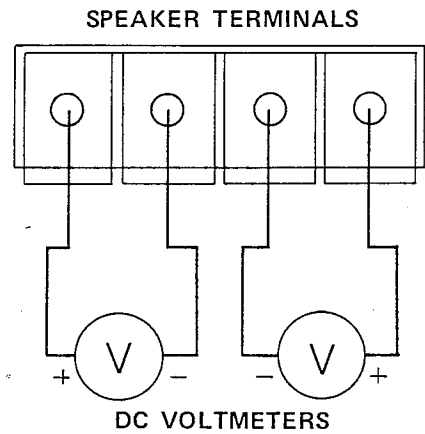 SPEAKER TERMINALS
V V
+ − − +
DC VOLTMETERS